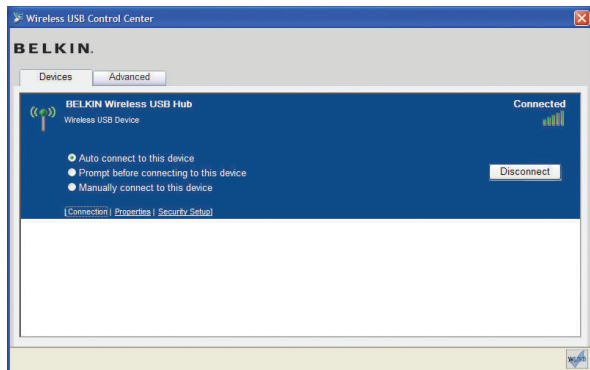 Wireless USB Control Center
BELKIN.
Devices
Advanced
BELKIN Wireless USB Hub
Connected
Wireless USB Device
Auto connect to this device
Prompt before connecting to this device
Disconnect
Manually connect to this device
[Connection | Properties | Security Setup]